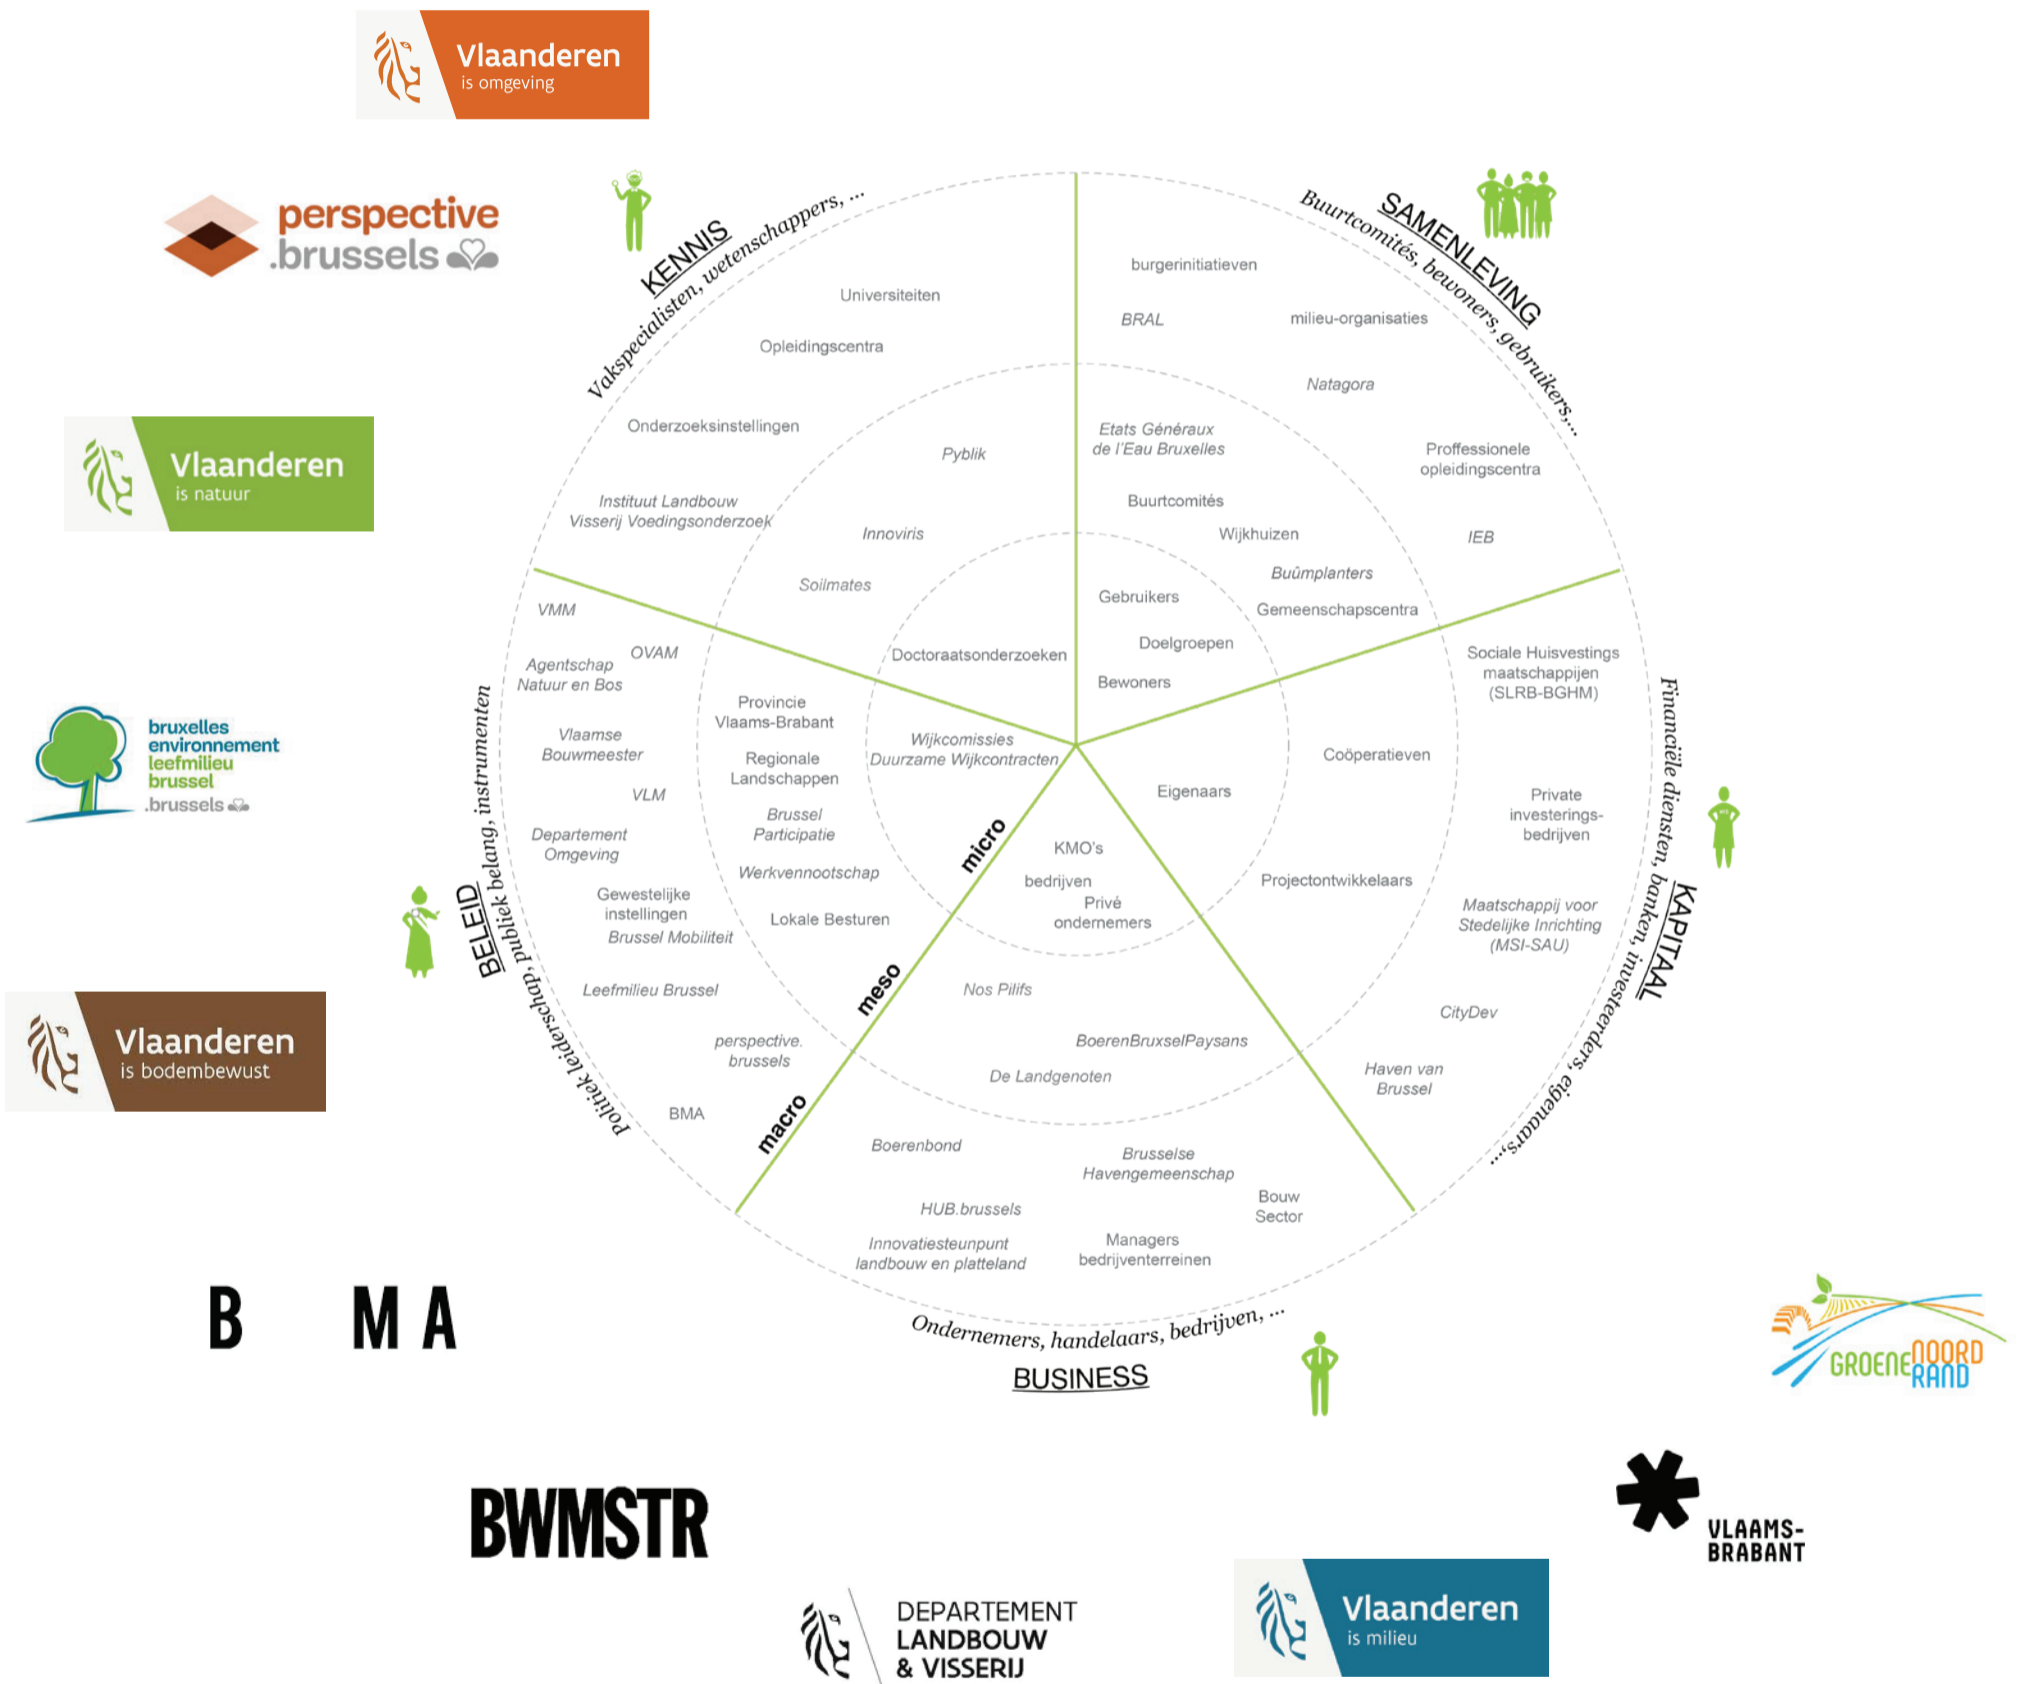 Vlaanderen
is omgeving
perspective
.brussels
Vlaanderen
is natuur
bruxelles
environnement
leefmilieu
brussel
.brussels
Vlaanderen
is bodembewust
B MA
BWMSTR
DEPARTEMENT
LANDBOUW
& VISSERIJ
Vlaanderen
is milieu
VLAAMS-
BRABANT
GROENE NOORD
RAND
KENNIS
Vakspecialisten, wetenschappers, ...
Universiteiten
Opleidingscentra
Onderzoeksinstellingen
Instituut Landbouw
Visserij Voedingsonderzoek
Pyblik
Innoviris
Soilmates
Doctoraatsonderzoeken
SAMENLEVING
Buurtcomités, bewoners, gebruikers,...
burgerinitiatieven
BRAL
milieu-organisaties
Natagora
Proffessionele
opleidingscentra
IEB
Etats Généraux
de l'Eau Bruxelles
Buurtcomités
Wijkhuizen
Buûmplanters
Gemeenschapscentra
Gebruikers
Doelgroepen
Bewoners
KAPITAAL
Financiële diensten, banken, investeerders, eigenaars,...
Sociale Huisvestings
maatschappijen
(SLRB-BGHM)
Coöperatieven
Private
investerings-
bedrijven
Eigenaars
Projectontwikkelaars
Maatschappij voor
Stedelijke Inrichting
(MSI-SAU)
CityDev
Haven van
Brussel
BUSINESS
Ondernemers, handelaars, bedrijven, ...
KMO's
bedrijven
Privé
ondernemers
Nos Pilifs
BoerenBruxselPaysans
De Landgenoten
Boerenbond
Brusselse
Havengemeenschap
Bouw
Sector
HUB.brussels
Innovatiesteunpunt
landbouw en platteland
Managers
bedrijventerreinen
BELEID
Politiek leiderschap, publiek belang, instrumenten
VMM
OVAM
Agentschap
Natuur en Bos
Vlaamse
Bouwmeester
VLM
Departement
Omgeving
Gewestelijke
instellingen
Brussel Mobiliteit
Leefmilieu Brussel
perspective.
brussels
BMA
Provincie
Vlaams-Brabant
Regionale
Landschappen
Brussel
Participatie
Werkvennootschap
Lokale Besturen
Wijkcomissies
Duurzame Wijkcontracten
micro
meso
macro